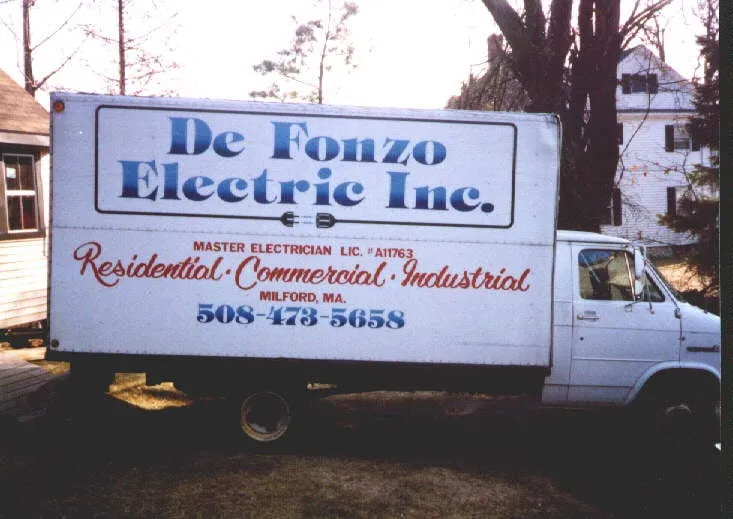 De Fonzo
Electric Inc.
MASTER ELECTRICIAN LIC. # A11763
Residential · Commercial · Industrial
MILFORD, MA.
508-473-5658